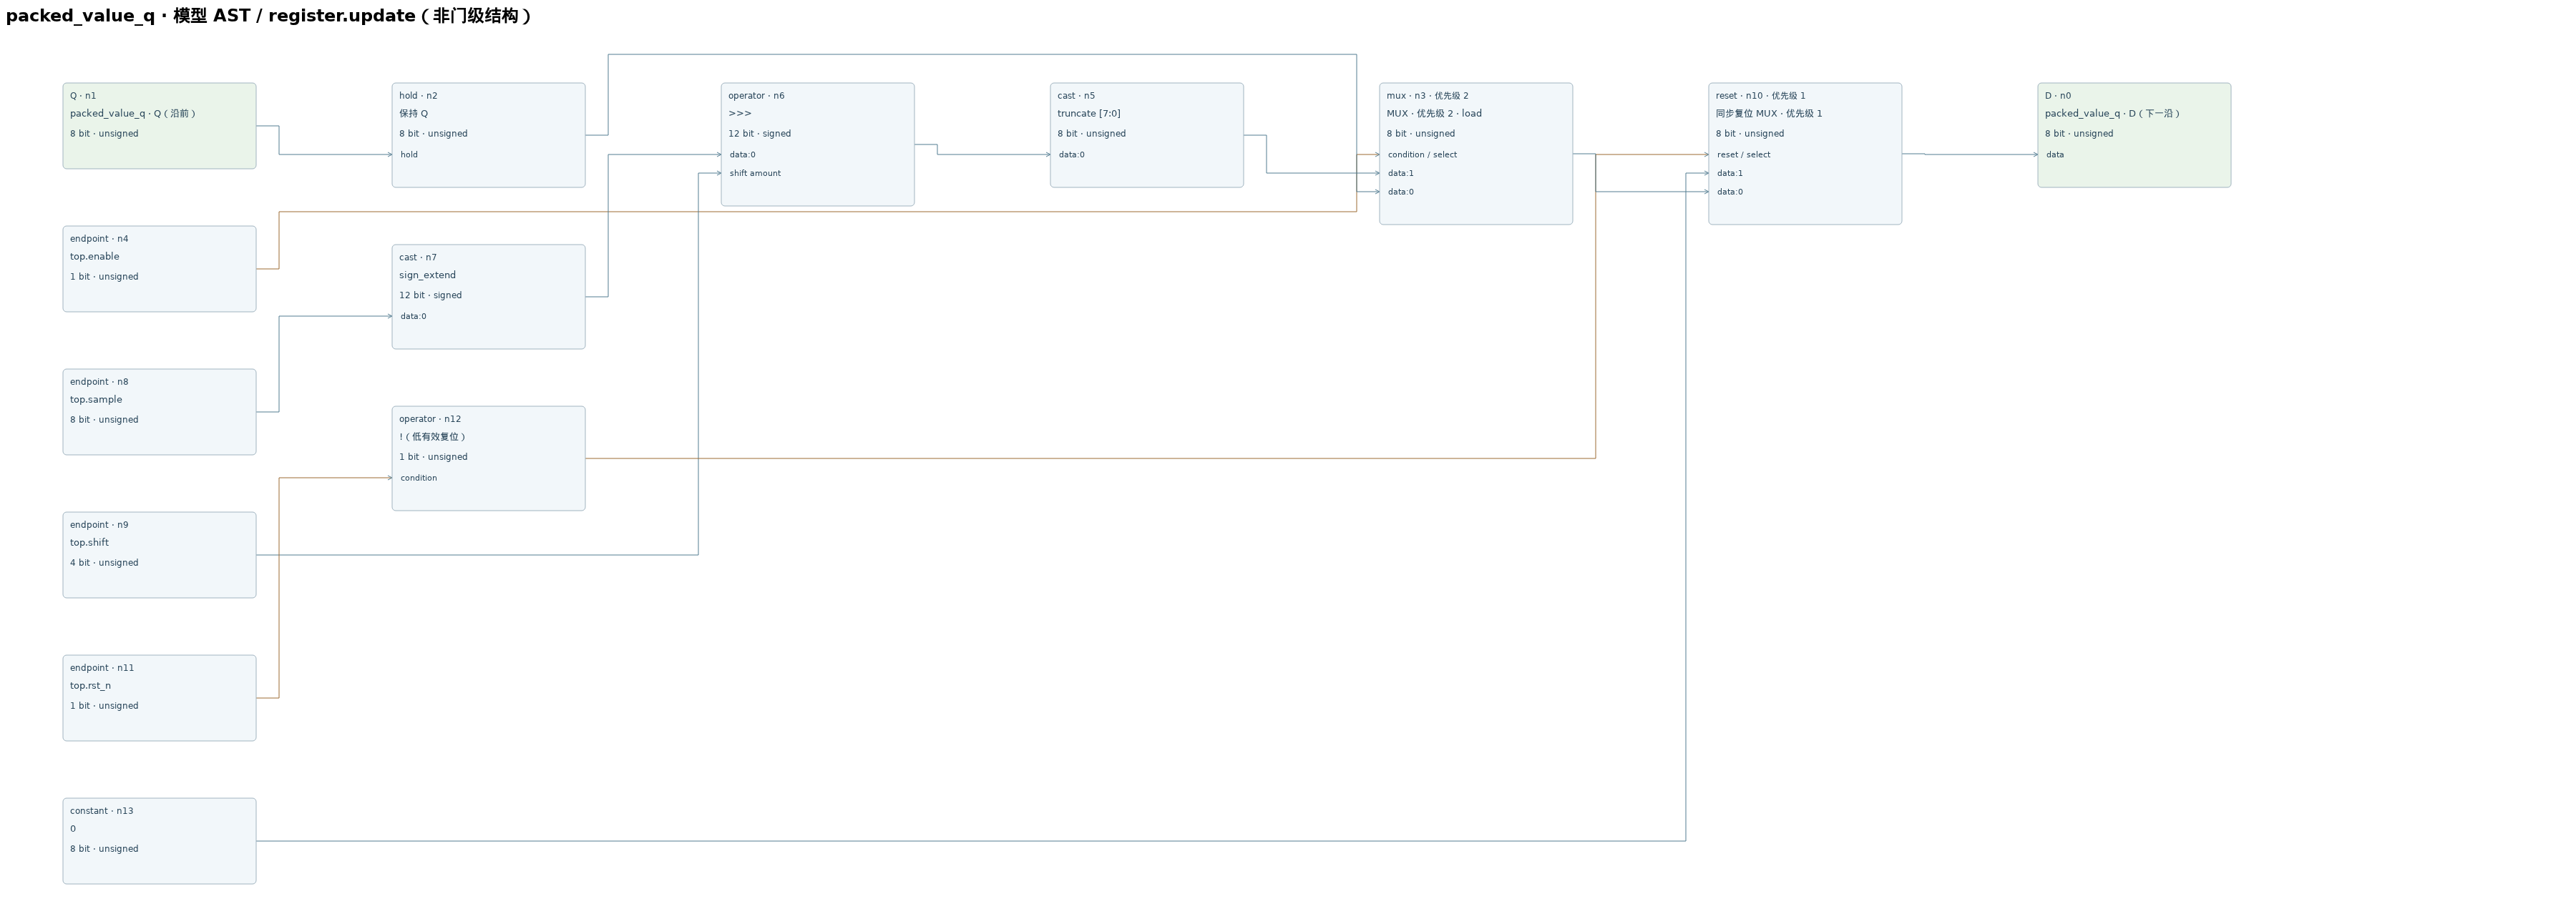 packed_value_q · 模型 AST / register.update（非门级结构）
Q · n1
packed_value_q · Q（沿前）
8 bit · unsigned
hold · n2
保持 Q
8 bit · unsigned
hold
operator · n6
>>>
12 bit · signed
data:0
shift amount
cast · n5
truncate [7:0]
8 bit · unsigned
data:0
mux · n3 · 优先级 2
MUX · 优先级 2 · load
8 bit · unsigned
condition / select
data:1
data:0
reset · n10 · 优先级 1
同步复位 MUX · 优先级 1
8 bit · unsigned
reset / select
data:1
data:0
D · n0
packed_value_q · D（下一沿）
8 bit · unsigned
data
endpoint · n4
top.enable
1 bit · unsigned
cast · n7
sign_extend
12 bit · signed
data:0
endpoint · n8
top.sample
8 bit · unsigned
operator · n12
!（低有效复位）
1 bit · unsigned
condition
endpoint · n9
top.shift
4 bit · unsigned
endpoint · n11
top.rst_n
1 bit · unsigned
constant · n13
0
8 bit · unsigned